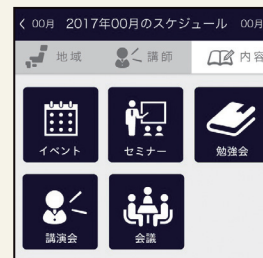 く 00月 2017年00月のスケジュール 00月
地域 講師 内容
イベント セミナー 勉強会
講演会 会議